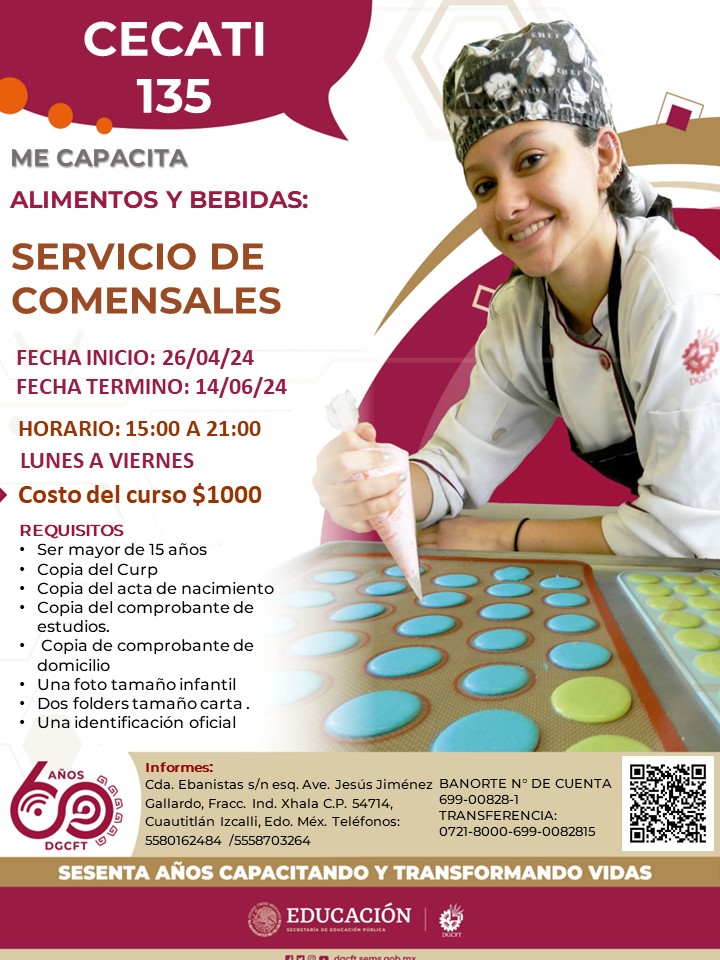 CECATI
135
ME CAPACITA
ALIMENTOS Y BEBIDAS:
SERVICIO DE
COMENSALES
FECHA INICIO: 26/04/24
FECHA TERMINO: 14/06/24
HORARIO: 15:00 A 21:00
LUNES A VIERNES
Costo del curso $1000
REQUISITOS
• Ser mayor de 15 años
• Copia del Curp
• Copia del acta de nacimiento
• Copia del comprobante de
estudios.
• Copia de comprobante de
domicilio
• Una foto tamaño infantil
• Dos folders tamaño carta .
• Una identificación oficial
DGCFT
6O AÑOS
DGCFT
Informes:
Cda. Ebanistas s/n esq. Ave. Jesús Jiménez
Gallardo, Fracc. Ind. Xhala C.P. 54714,
Cuautitlán Izcalli, Edo. Méx. Teléfonos:
5580162484 /5558703264
BANORTE N° DE CUENTA
699-00828-1
TRANSFERENCIA:
0721-8000-699-0082815
SESENTA AÑOS CAPACITANDO Y TRANSFORMANDO VIDAS
EDUCACIÓN
SECRETARÍA DE EDUCACIÓN PÚBLICA
DGCFT
dgcft.sems.gob.mx